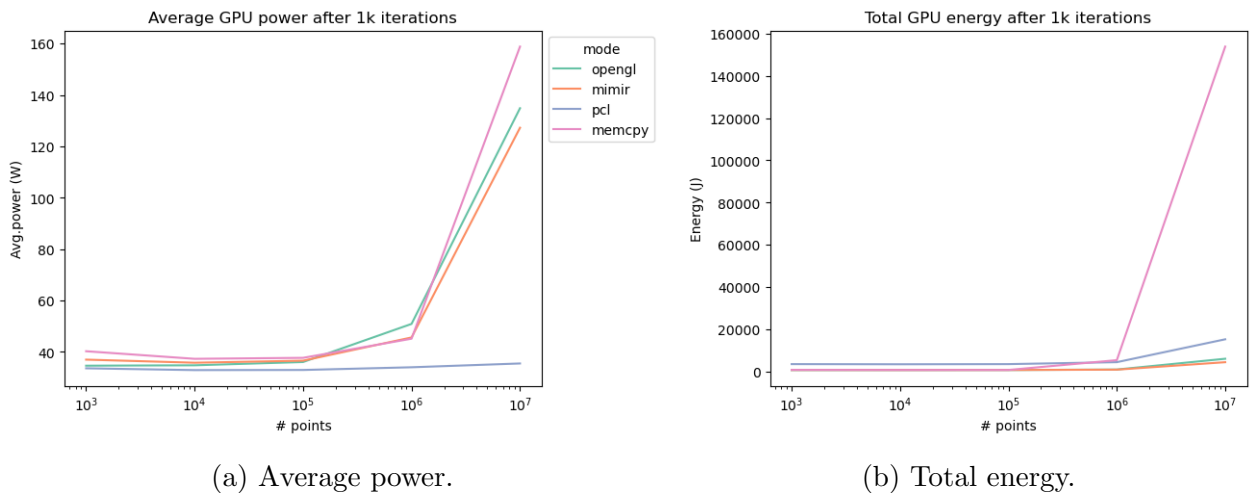 Average GPU power after 1k iterations
160
140
120
100
80
60
40
Avg.power (W)
10³ 10⁴ 10⁵ 10⁶ 10⁷
# points
mode
opengl
mimir
pcl
memcpy
(a) Average power.
Total GPU energy after 1k iterations
160000
140000
120000
100000
80000
60000
40000
20000
0
Energy (J)
10³ 10⁴ 10⁵ 10⁶ 10⁷
# points
(b) Total energy.